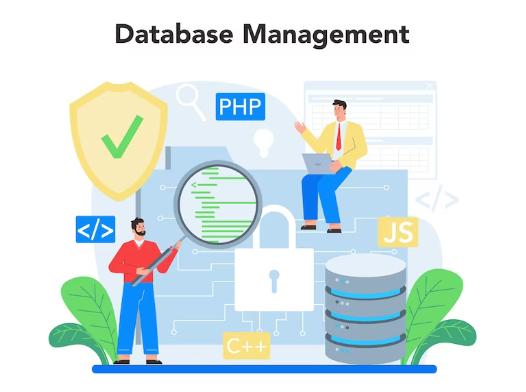 Database Management
PHP
</>
JS
C++
</>